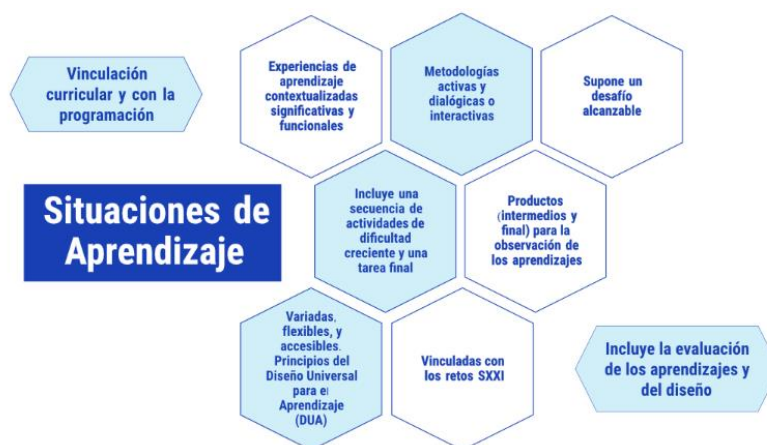 Vinculación
curricular y con la
programación
Experiencias de
aprendizaje
contextualizadas
significativas y
funcionales
Metodologías
activas y
dialógicas o
interactivas
Supone un
desafío
alcanzable
Situaciones de
Aprendizaje
Incluye una
secuencia de
actividades de
dificultad
creciente y una
tarea final
Productos
(intermedios y
final) para la
observación de
los aprendizajes
Variadas,
flexibles, y
accesibles.
Principios del
Diseño Universal
para el
Aprendizaje
(DUA)
Vinculadas con
los retos SXXI
Incluye la evaluación
de los aprendizajes y
del diseño